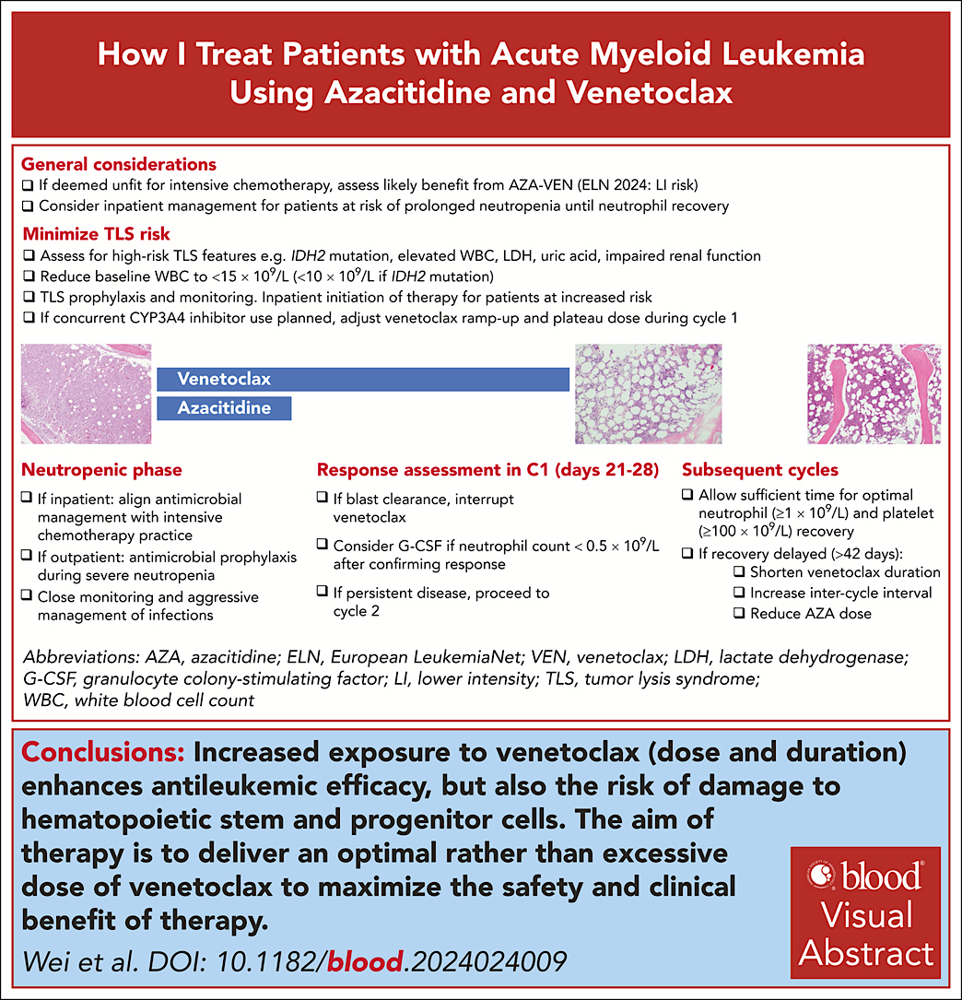 How I Treat Patients with Acute Myeloid Leukemia
Using Azacitidine and Venetoclax
General considerations
❑ If deemed unfit for intensive chemotherapy, assess likely benefit from AZA-VEN (ELN 2024: LI risk)
❑ Consider inpatient management for patients at risk of prolonged neutropenia until neutrophil recovery
Minimize TLS risk
❑ Assess for high-risk TLS features e.g. IDH2 mutation, elevated WBC, LDH, uric acid, impaired renal function
❑ Reduce baseline WBC to <15 × 10⁹/L (<10 × 10⁹/L if IDH2 mutation)
❑ TLS prophylaxis and monitoring. Inpatient initiation of therapy for patients at increased risk
❑ If concurrent CYP3A4 inhibitor use planned, adjust venetoclax ramp-up and plateau dose during cycle 1
Venetoclax
Azacitidine
Neutropenic phase
❑ If inpatient: align antimicrobial
management with intensive
chemotherapy practice
❑ If outpatient: antimicrobial prophylaxis
during severe neutropenia
❑ Close monitoring and aggressive
management of infections
Response assessment in C1 (days 21-28)
❑ If blast clearance, interrupt
venetoclax
❑ Consider G-CSF if neutrophil count < 0.5 × 10⁹/L
after confirming response
❑ If persistent disease, proceed to
cycle 2
Subsequent cycles
❑ Allow sufficient time for optimal
neutrophil (≥1 × 10⁹/L) and platelet
(≥100 × 10⁹/L) recovery
❑ If recovery delayed (>42 days):
❑ Shorten venetoclax duration
❑ Increase inter-cycle interval
❑ Reduce AZA dose
Abbreviations: AZA, azacitidine; ELN, European LeukemiaNet; VEN, venetoclax; LDH, lactate dehydrogenase;
G-CSF, granulocyte colony-stimulating factor; LI, lower intensity; TLS, tumor lysis syndrome;
WBC, white blood cell count
Conclusions: Increased exposure to venetoclax (dose and duration)
enhances antileukemic efficacy, but also the risk of damage to
hematopoietic stem and progenitor cells. The aim of
therapy is to deliver an optimal rather than excessive
dose of venetoclax to maximize the safety and clinical
benefit of therapy.
Wei et al. DOI: 10.1182/blood.2024024009
blood®
Visual
Abstract